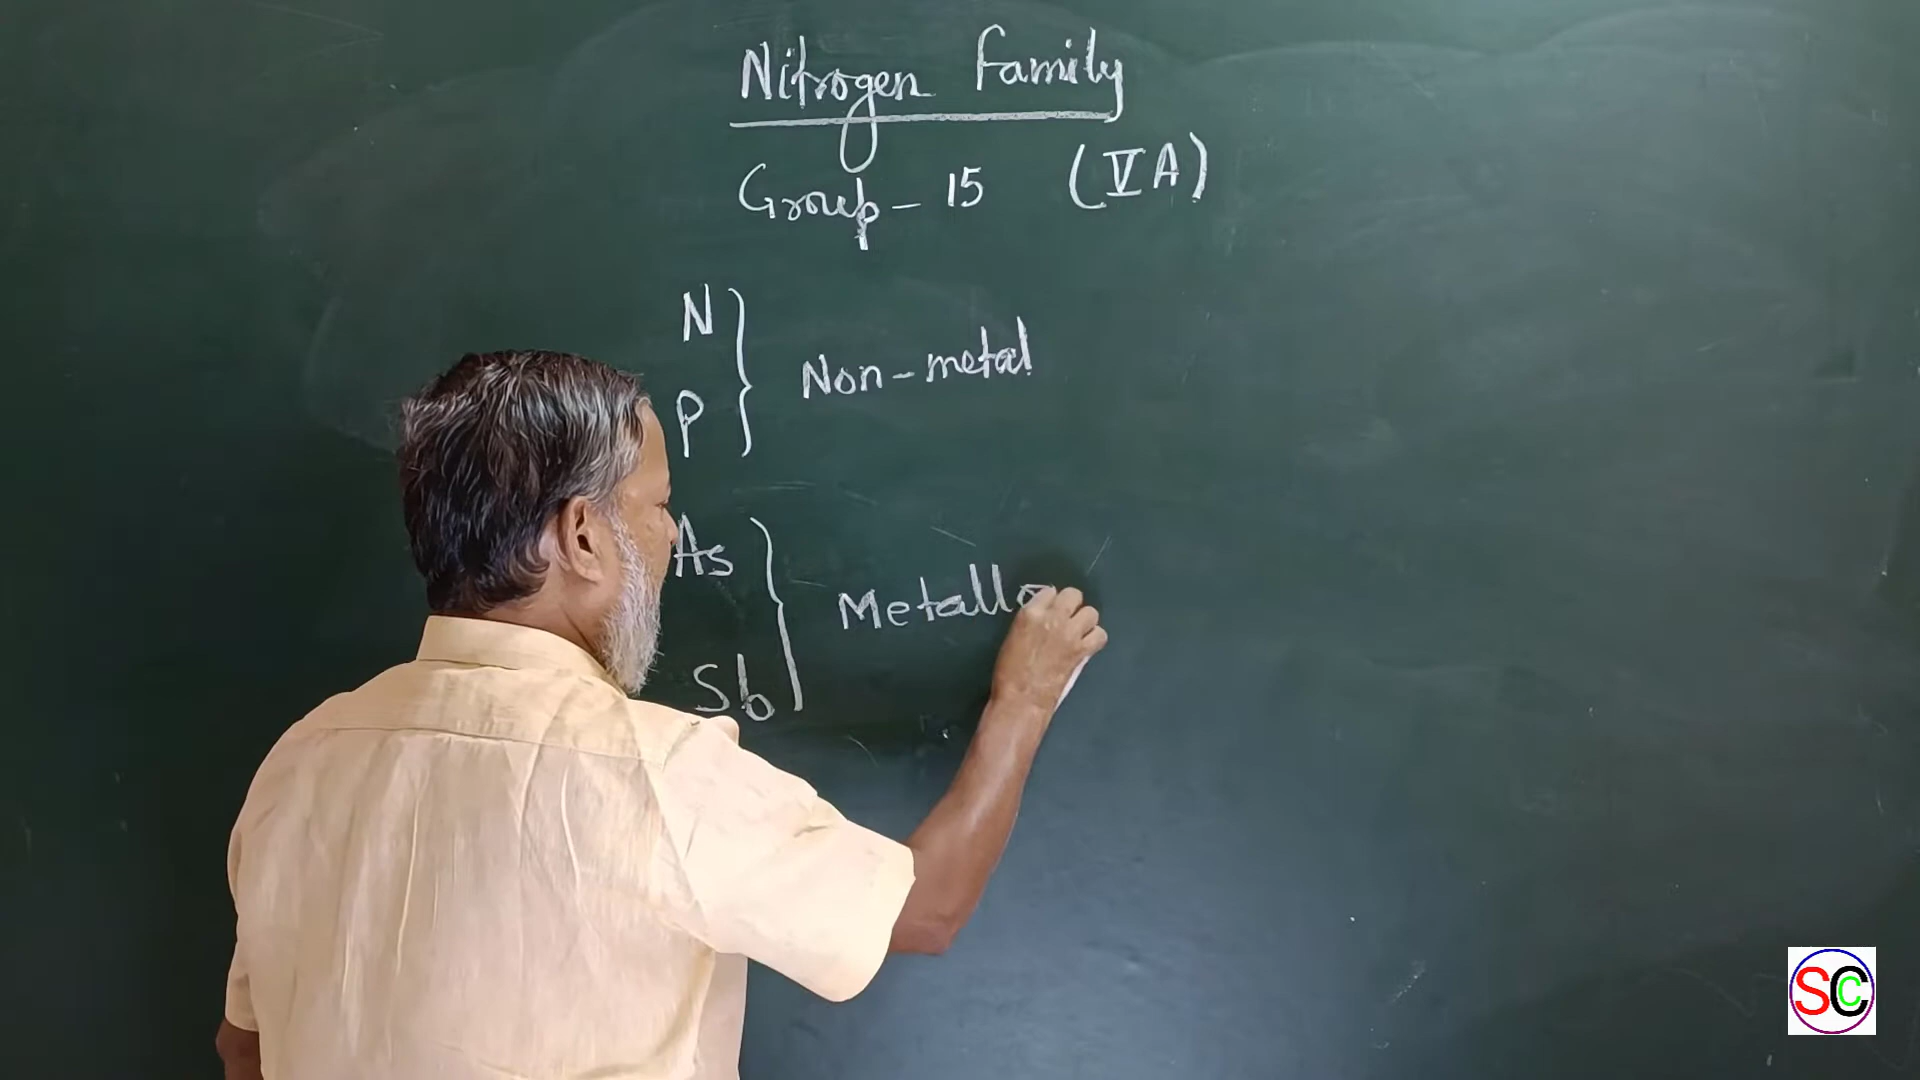 Nitrogen Family
Group - 15 (VA)
N
P
Non-metal
As
Sb
Metallo
SC